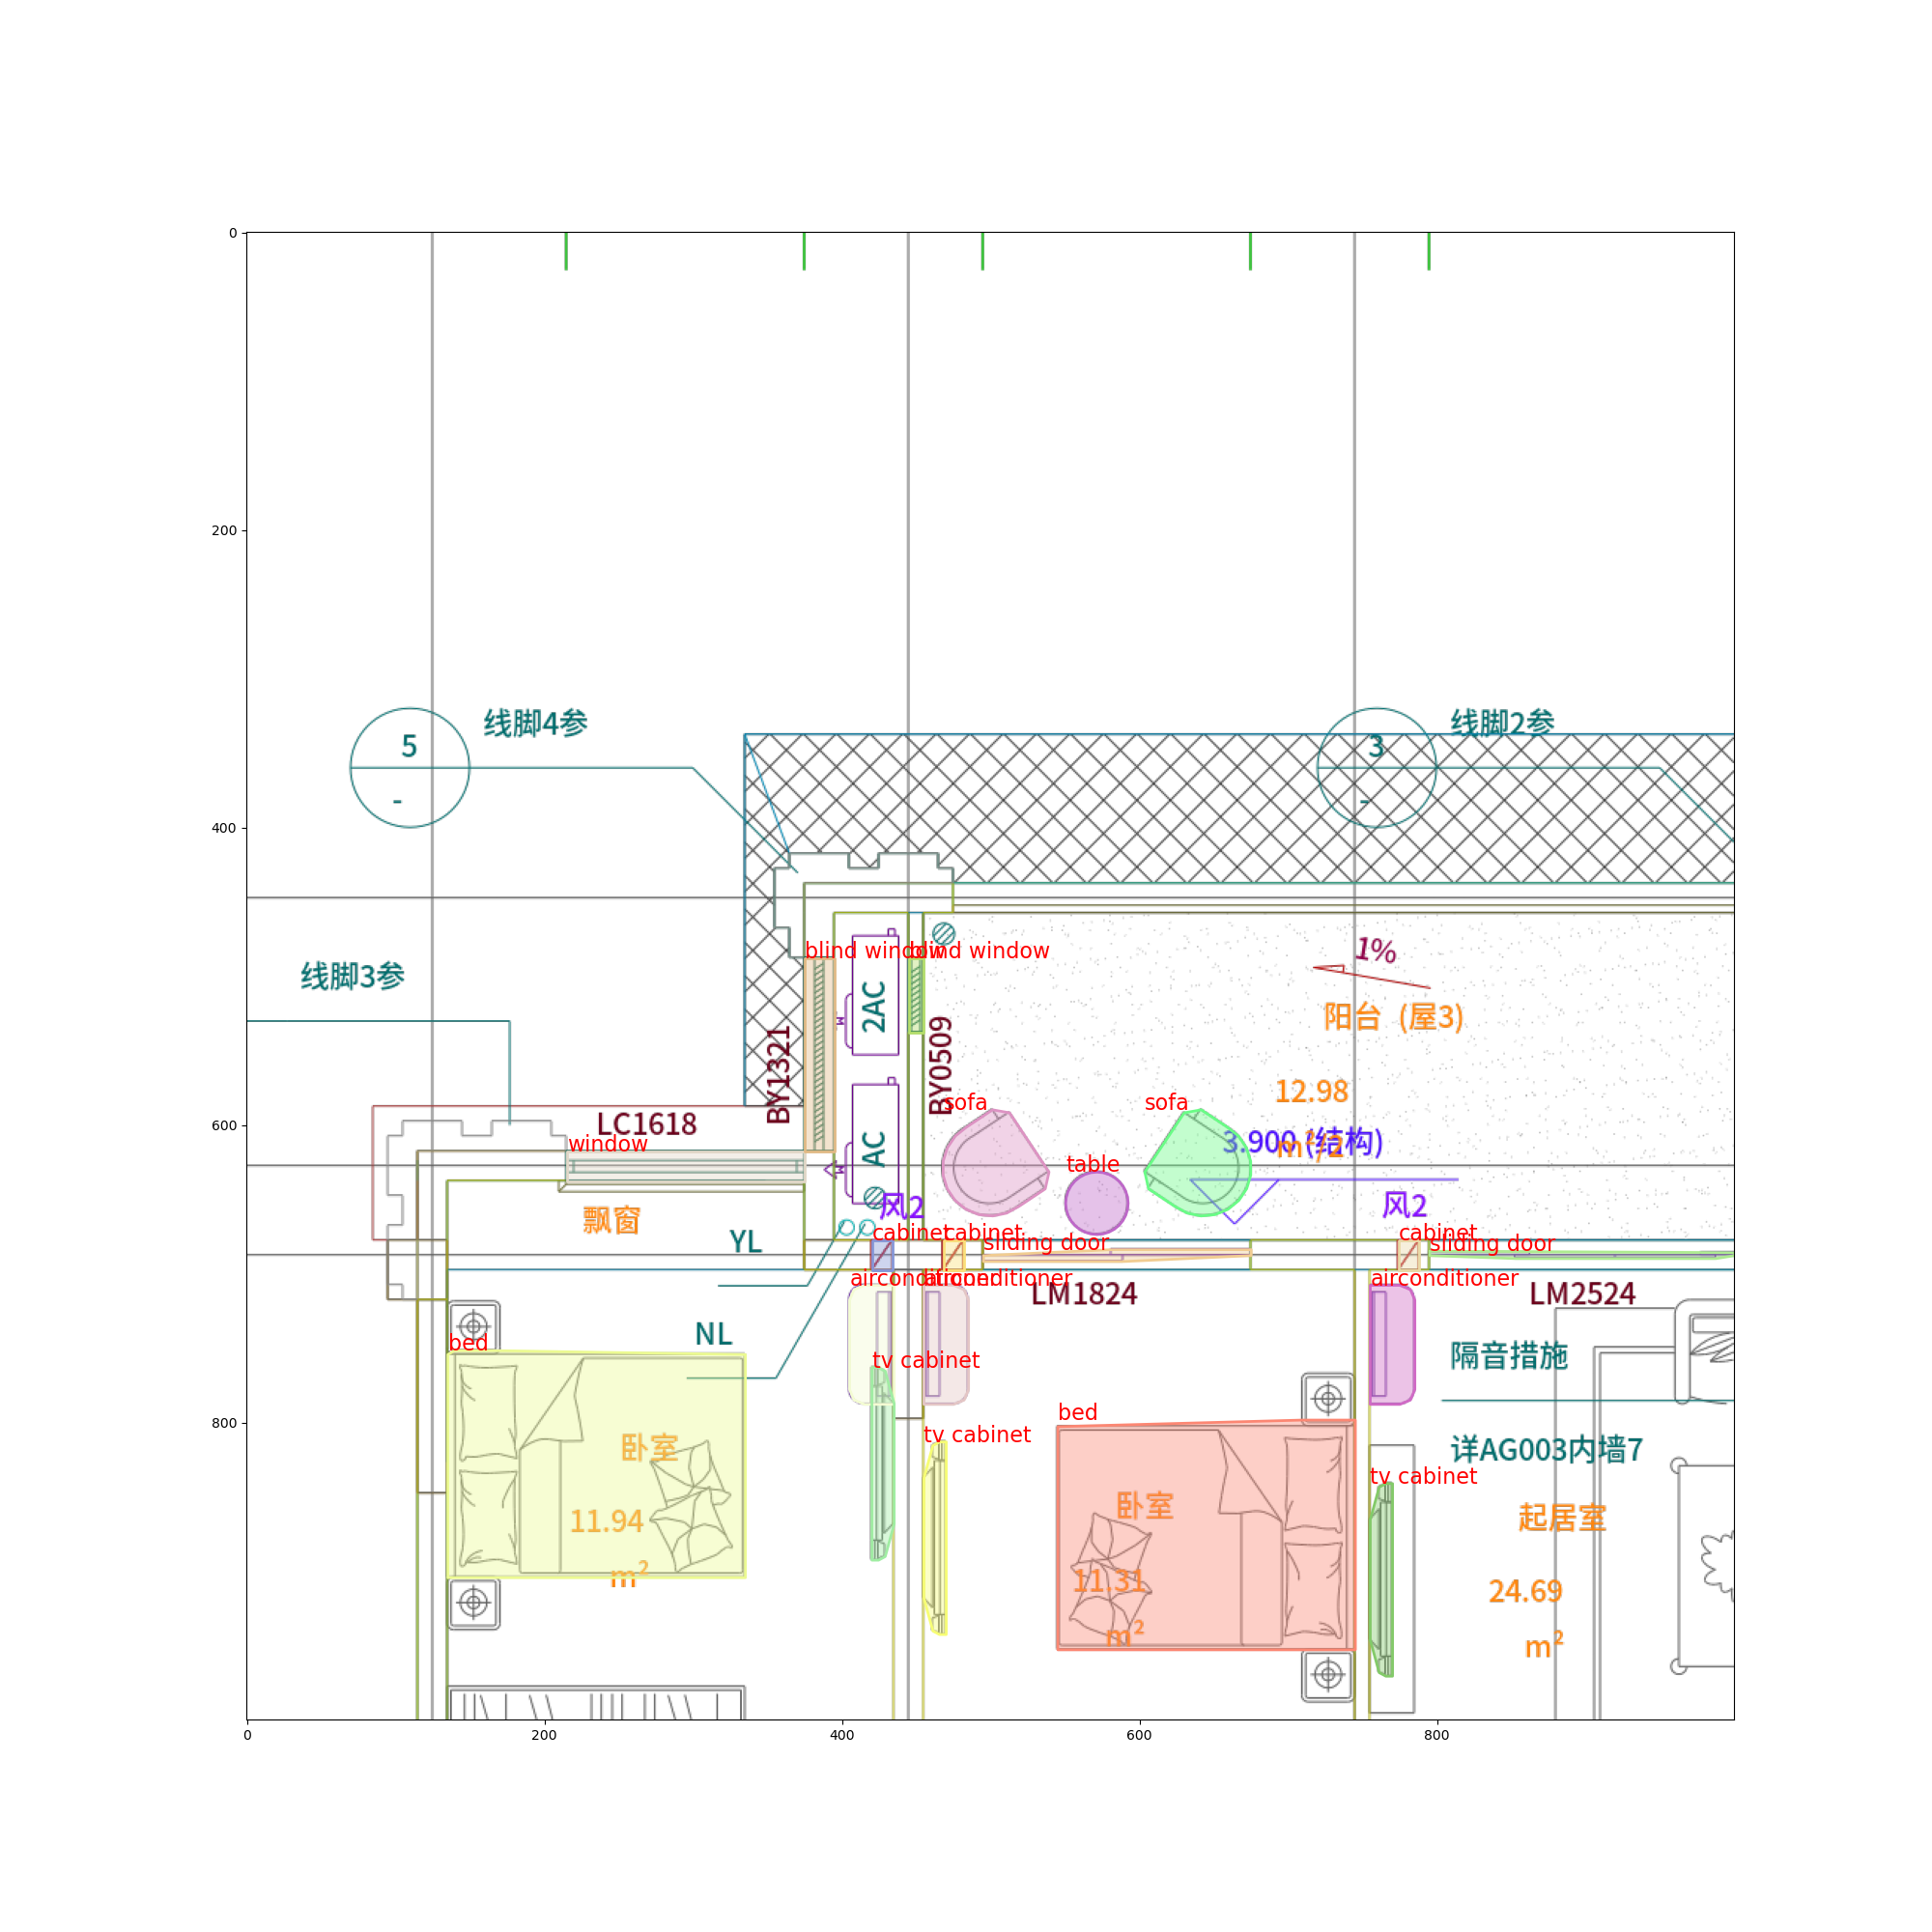 0
200
400
600
800
0
200
400
600
800
5
-
线脚4参
3
-
线脚2参
线脚3参
blind window
blind window
1%
2AC
阳台 (屋3)
BY1321
BY0509
12.98
m²/2
3.900 (结构)
LC1618
window
AC
sofa
sofa
table
飘窗
风2
风2
YL
cabinet
cabinet
sliding door
cabinet
sliding door
airconditioner
airconditioner
airconditioner
LM1824
LM2524
NL
bed
tv cabinet
隔音措施
bed
tv cabinet
卧室
11.94
m²
详AG003内墙7
tv cabinet
卧室
11.31
m²
起居室
24.69
m²